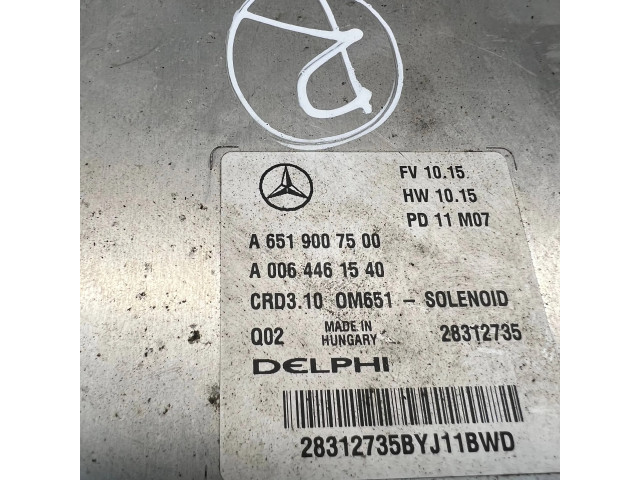 R
FV 10.15
HW 10.15
PD 11 M07
A 651 900 75 00
A 006 446 15 40
CRD3.10 OM651 - SOLENOID
Q02 MADE IN HUNGARY 28312735
DELPHI
28312735BYJ11BWD